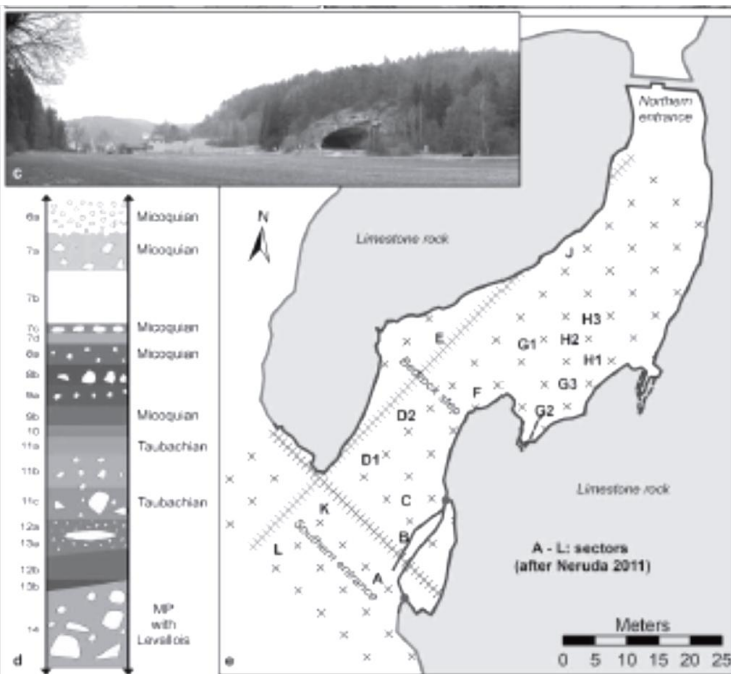 c
6a Micoquian
7a Micoquian
7b
7c Micoquian
7d
8a Micoquian
8b
9a
9b Micoquian
10
11a Taubachian
11b
11c Taubachian
12a
13a
12b
13b
14
MP
with
Levallois
d
N
Northern
entrance
Limestone rock
J
H3
E
G1
H2
H1
Bedrock step
F
G3
D2
G2
D1
Limestone rock
C
K
B
L
Southern entrance
A
A - L: sectors
(after Neruda 2011)
Meters
0 5 10 15 20 25
e